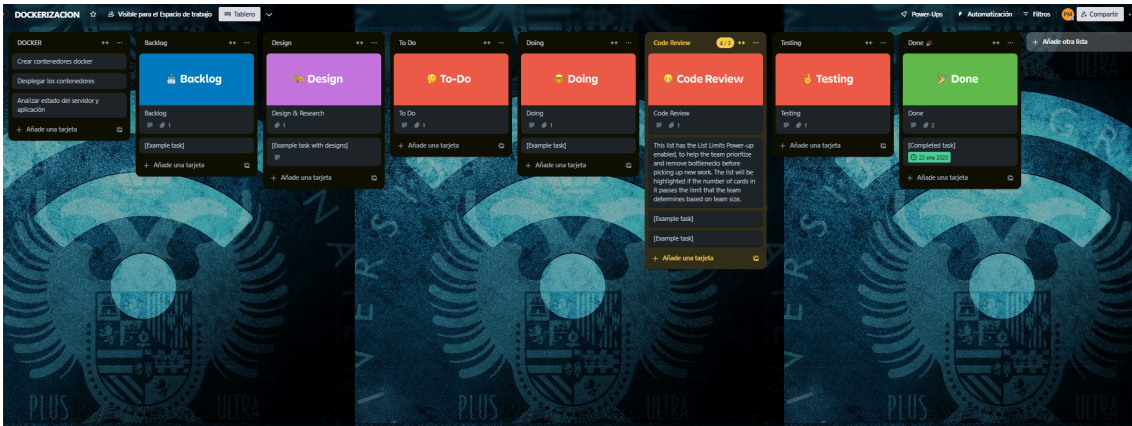 DOCKERIZACION
Visible para el Espacio de trabajo
Tablero
Power-Ups
Automatización
Filtros
PM
Compartir
DOCKER
Crear contenedores docker
Desplegar los contenedores
Analizar estado del servidor y
aplicación
+ Añade una tarjeta
Backlog
Backlog
Backlog
1
[Example task]
+ Añade una tarjeta
Design
Design
Design & Research
1
[Example task with designs]
+ Añade una tarjeta
To Do
To-Do
To Do
1
+ Añade una tarjeta
Doing
Doing
Doing
1
[Example task]
+ Añade una tarjeta
Code Review
4 / 3
Code Review
Code Review
1
This list has the List Limits Power-up
enabled, to help the team prioritize
and remove bottlenecks before
picking up new work. The list will be
highlighted if the number of cards in
it passes the limit that the team
determines based on team size.
[Example task]
[Example task]
+ Añade una tarjeta
Testing
Testing
Testing
1
+ Añade una tarjeta
Done
Done
Done
2
[Completed task]
23 ene 2020
+ Añade una tarjeta
+ Añade otra lista
PLUS
ULTRA
PLUS
ULTRA
PLUS
ULTRA